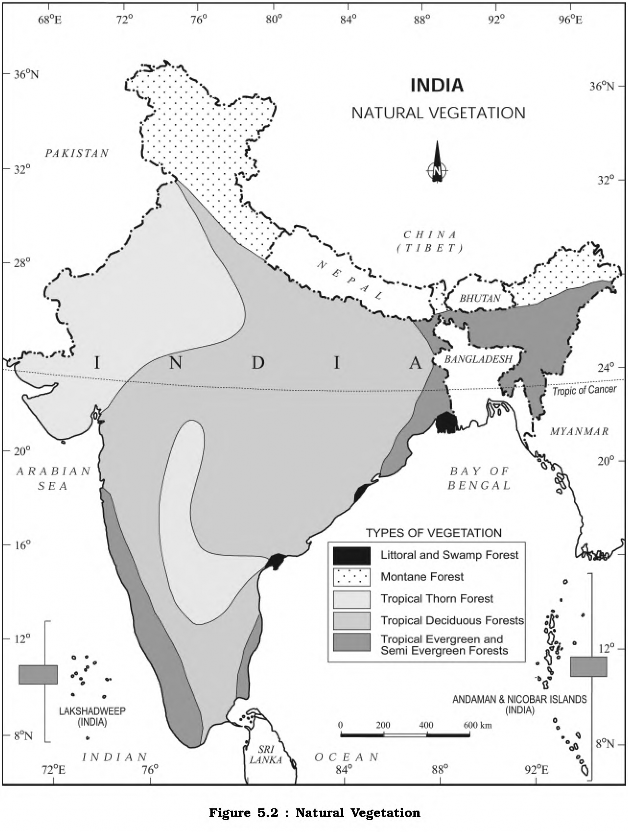 68°E 72° 76° 80° 84° 88° 92° 96°E
36°N
36°N
INDIA
NATURAL VEGETATION
PAKISTAN
N
32°
32°
CHINA
(TIBET)
28°
28°
NEPAL
BHUTAN
INDIA
BANGLADESH
24°
24°
Tropic of Cancer
MYANMAR
20°
20°
ARABIAN
SEA
BAY OF
BENGAL
16°
16°
TYPES OF VEGETATION
Littoral and Swamp Forest
Montane Forest
Tropical Thorn Forest
Tropical Deciduous Forests
Tropical Evergreen and
Semi Evergreen Forests
12°
12°
LAKSHADWEEP
(INDIA)
ANDAMAN & NICOBAR ISLANDS
(INDIA)
0 200 400 600 km
8°N
8°N
INDIAN OCEAN
SRI
LANKA
72°E 76° 84° 88° 92°E
Figure 5.2 : Natural Vegetation